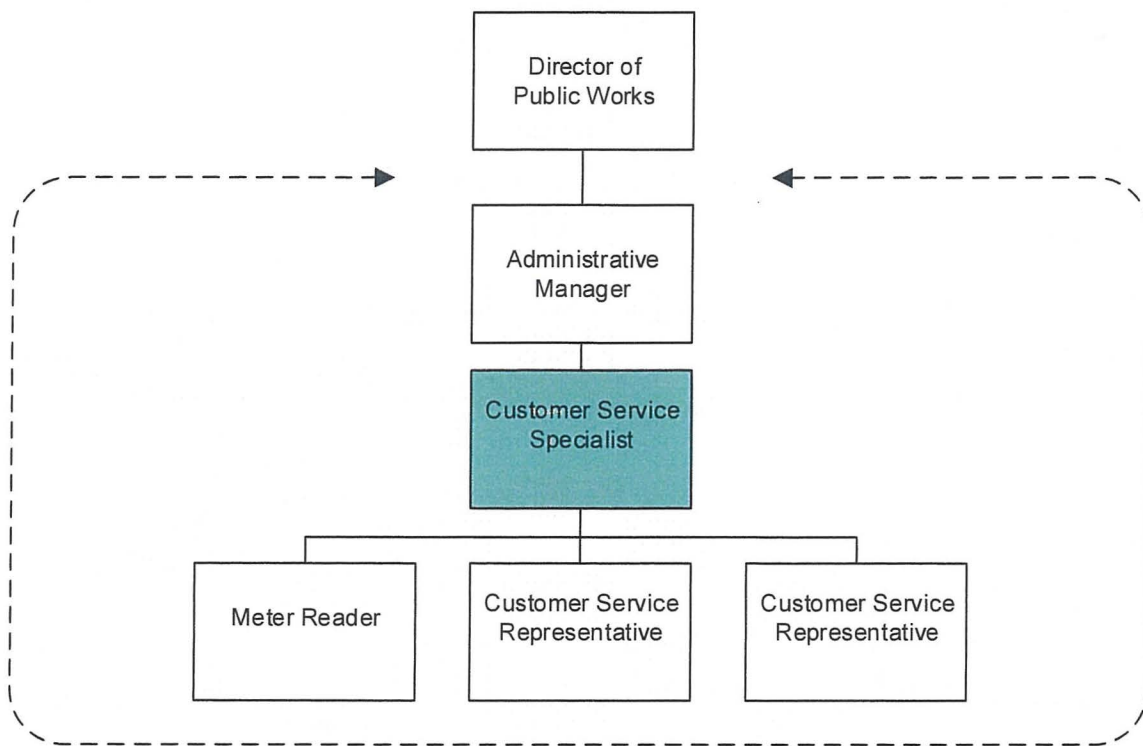 Director of
Public Works
Administrative
Manager
Customer Service
Specialist
Meter Reader
Customer Service
Representative
Customer Service
Representative